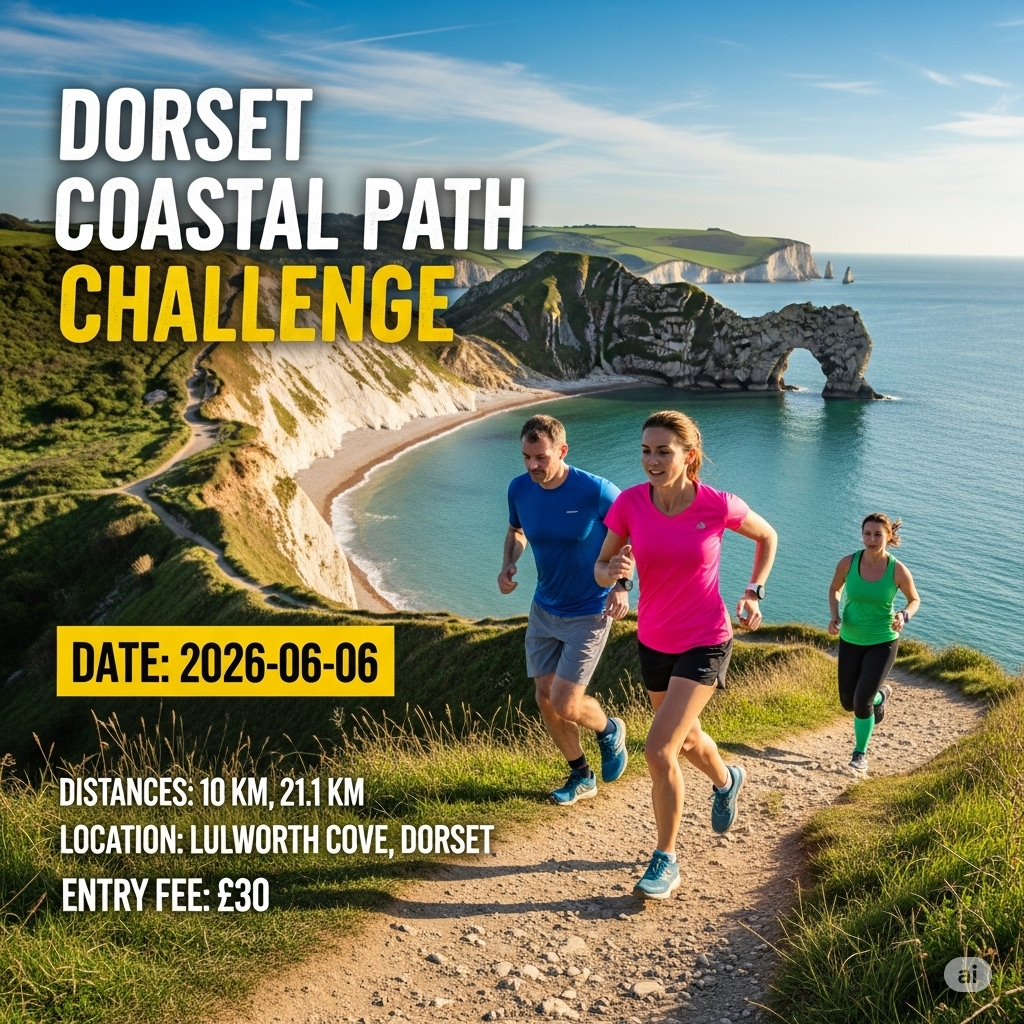 DORSET
COASTAL PATH
CHALLENGE
DATE: 2026-06-06
DISTANCES: 10 KM, 21.1 KM
LOCATION: LULWORTH COVE, DORSET
ENTRY FEE: £30
ai